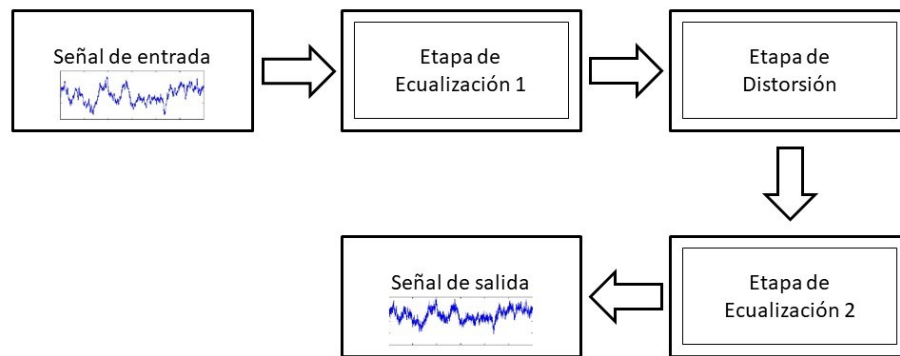 Señal de entrada
Etapa de
Ecualización 1
Etapa de
Distorsión
Señal de salida
Etapa de
Ecualización 2